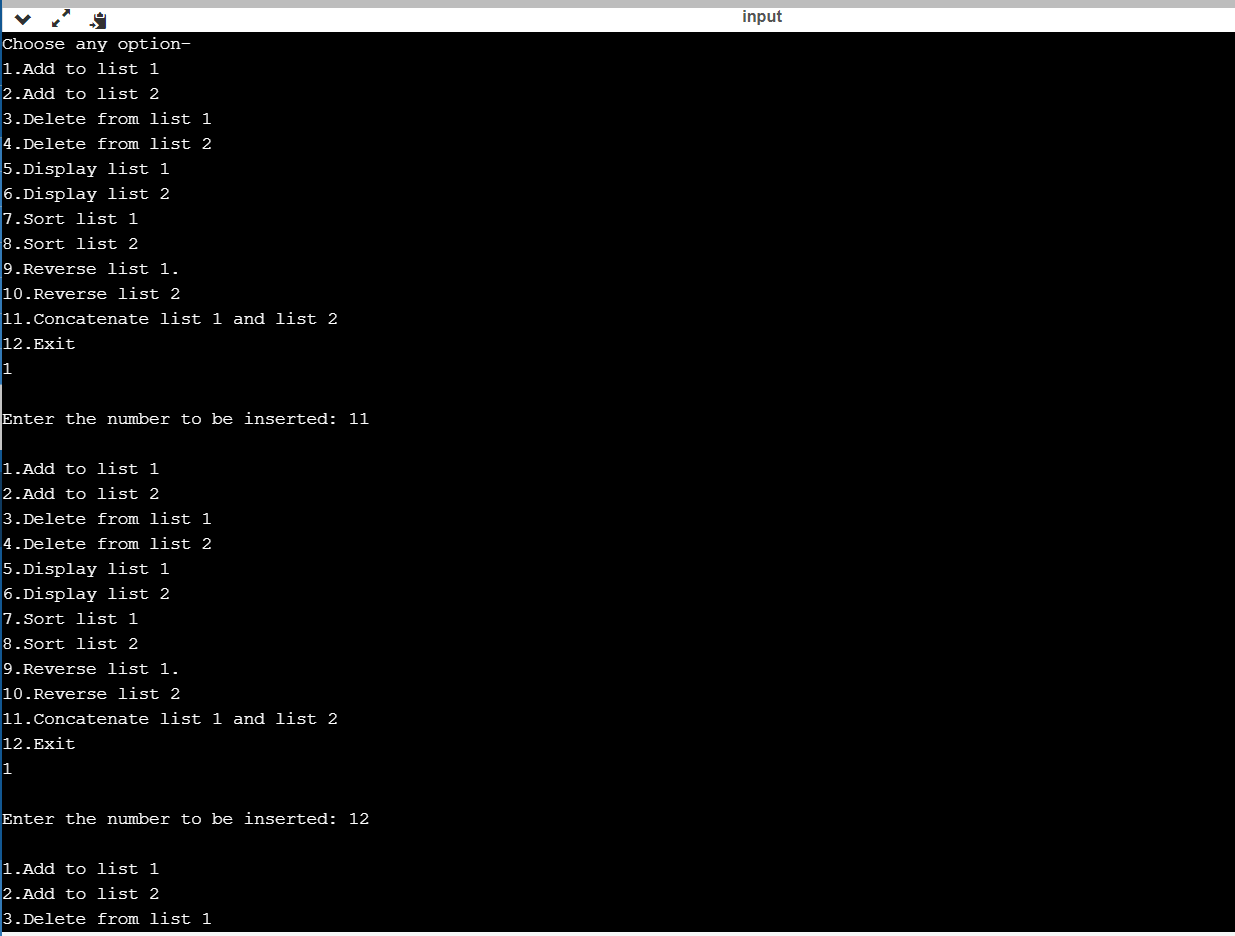 input
Choose any option-
1.Add to list 1
2.Add to list 2
3.Delete from list 1
4.Delete from list 2
5.Display list 1
6.Display list 2
7.Sort list 1
8.Sort list 2
9.Reverse list 1.
10.Reverse list 2
11.Concatenate list 1 and list 2
12.Exit
1
Enter the number to be inserted: 11
1.Add to list 1
2.Add to list 2
3.Delete from list 1
4.Delete from list 2
5.Display list 1
6.Display list 2
7.Sort list 1
8.Sort list 2
9.Reverse list 1.
10.Reverse list 2
11.Concatenate list 1 and list 2
12.Exit
1
Enter the number to be inserted: 12
1.Add to list 1
2.Add to list 2
3.Delete from list 1